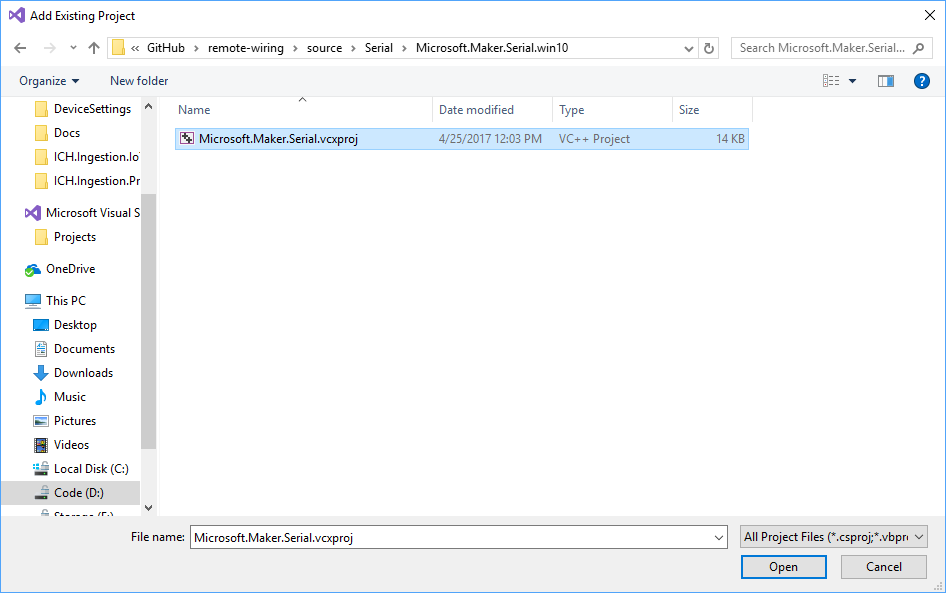 Add Existing Project
« GitHub › remote-wiring › source › Serial › Microsoft.Maker.Serial.win10
Search Microsoft.Maker.Serial...
Organize New folder
Name Date modified Type Size
Microsoft.Maker.Serial.vcxproj 4/25/2017 12:03 PM VC++ Project 14 KB
DeviceSettings
Docs
ICH.Ingestion.Io
ICH.Ingestion.Pr
Microsoft Visual S
Projects
OneDrive
This PC
Desktop
Documents
Downloads
Music
Pictures
Videos
Local Disk (C:)
Code (D:)
File name: Microsoft.Maker.Serial.vcxproj All Project Files (*.csproj;*.vbpro
Open Cancel